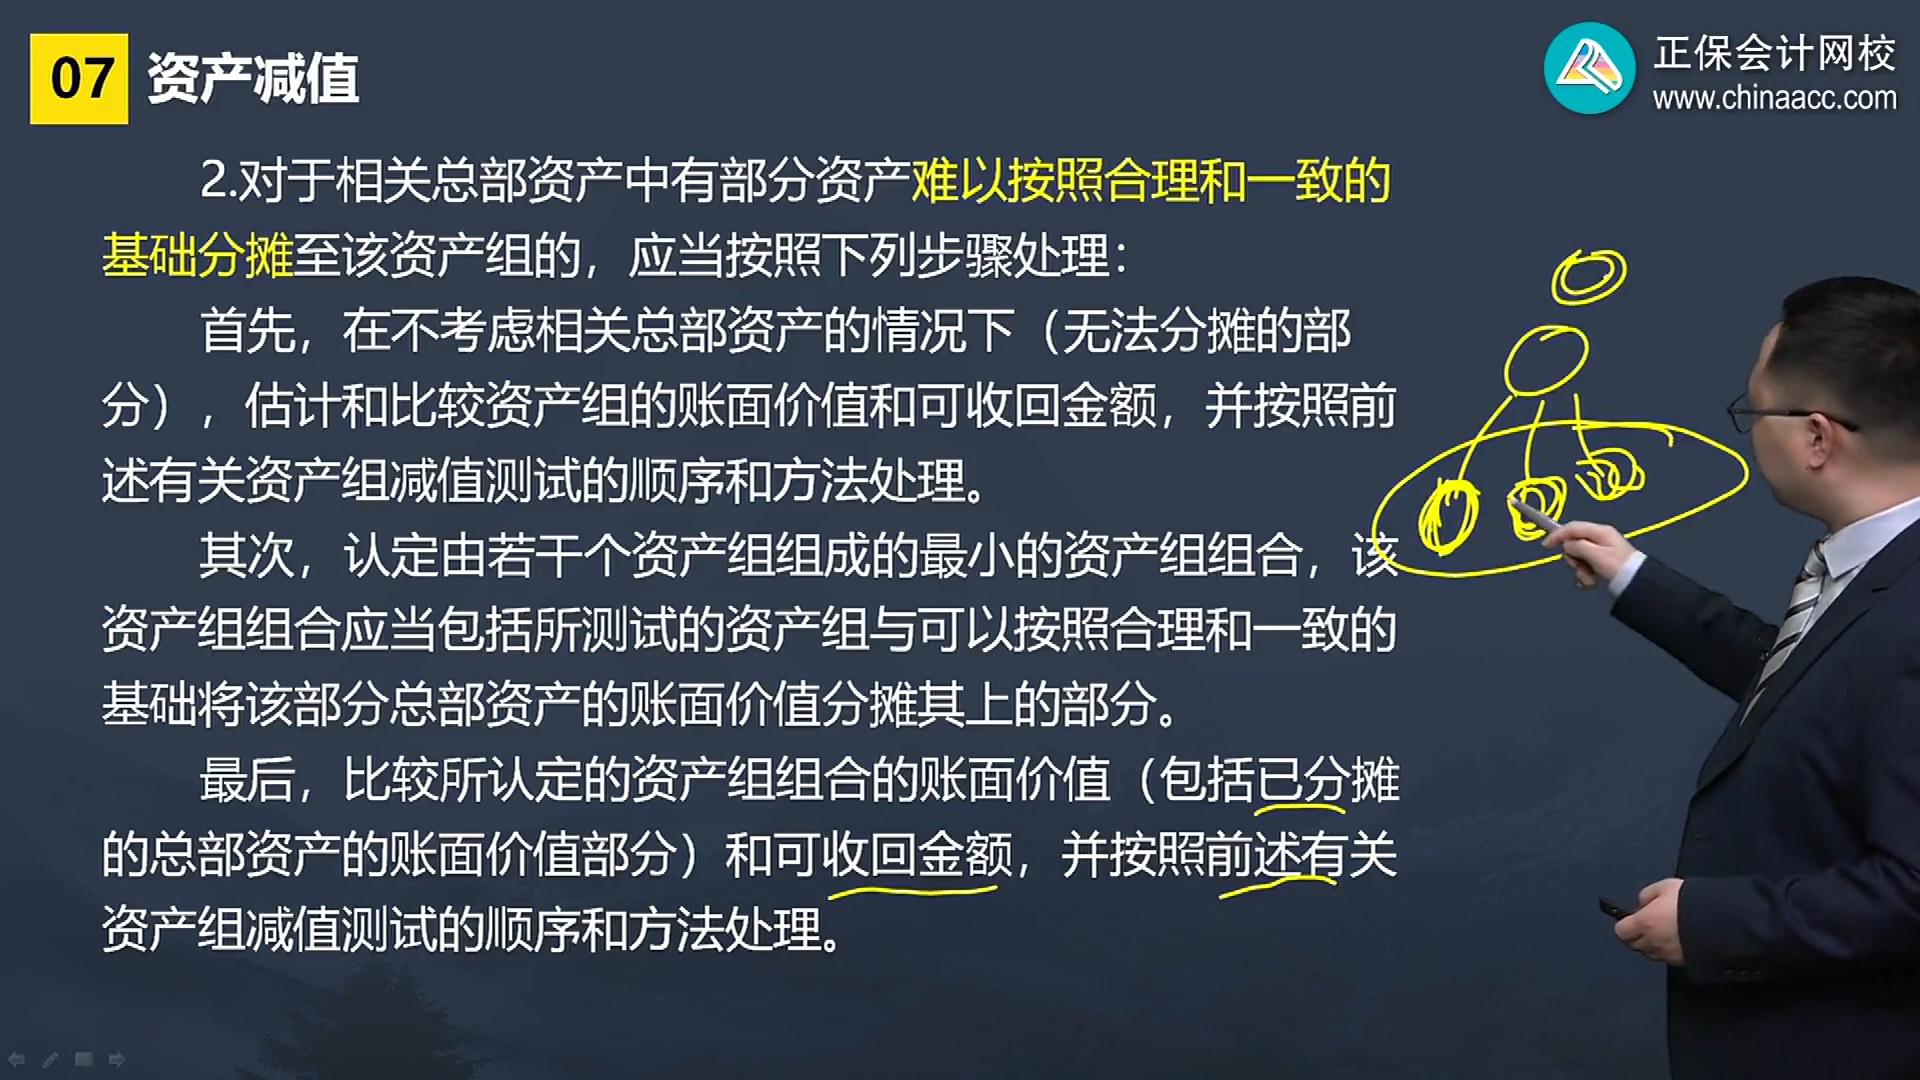 07 资产减值
正保会计网校
www.chinaacc.com
2.对于相关总部资产中有部分资产难以按照合理和一致的
基础分摊至该资产组的，应当按照下列步骤处理：
首先，在不考虑相关总部资产的情况下（无法分摊的部
分），估计和比较资产组的账面价值和可收回金额，并按照前
述有关资产组减值测试的顺序和方法处理。
其次，认定由若干个资产组组成的最小的资产组组合，该
资产组组合应当包括所测试的资产组与可以按照合理和一致的
基础将该部分总部资产的账面价值分摊其上的部分。
最后，比较所认定的资产组组合的账面价值（包括已分摊
的总部资产的账面价值部分）和可收回金额，并按照前述有关
资产组减值测试的顺序和方法处理。